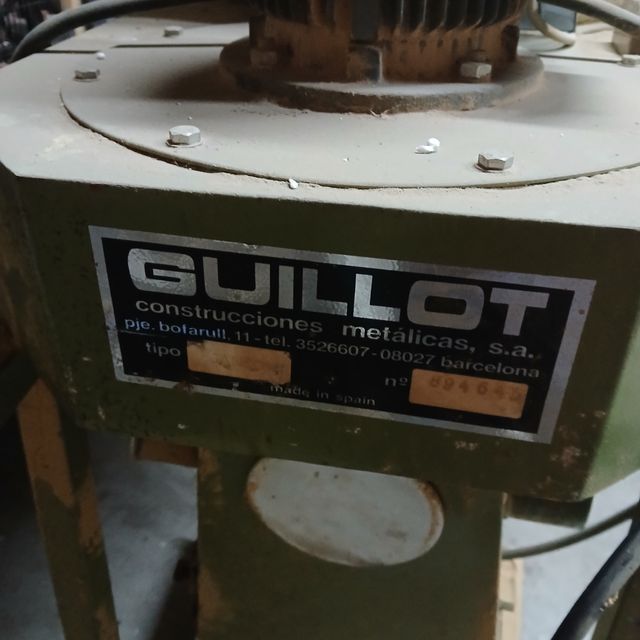 GUILLOT
construcciones metálicas, s.a.
pje. bofarull, 11-tel. 3526607-08027 barcelona
tipo nº
made in spain